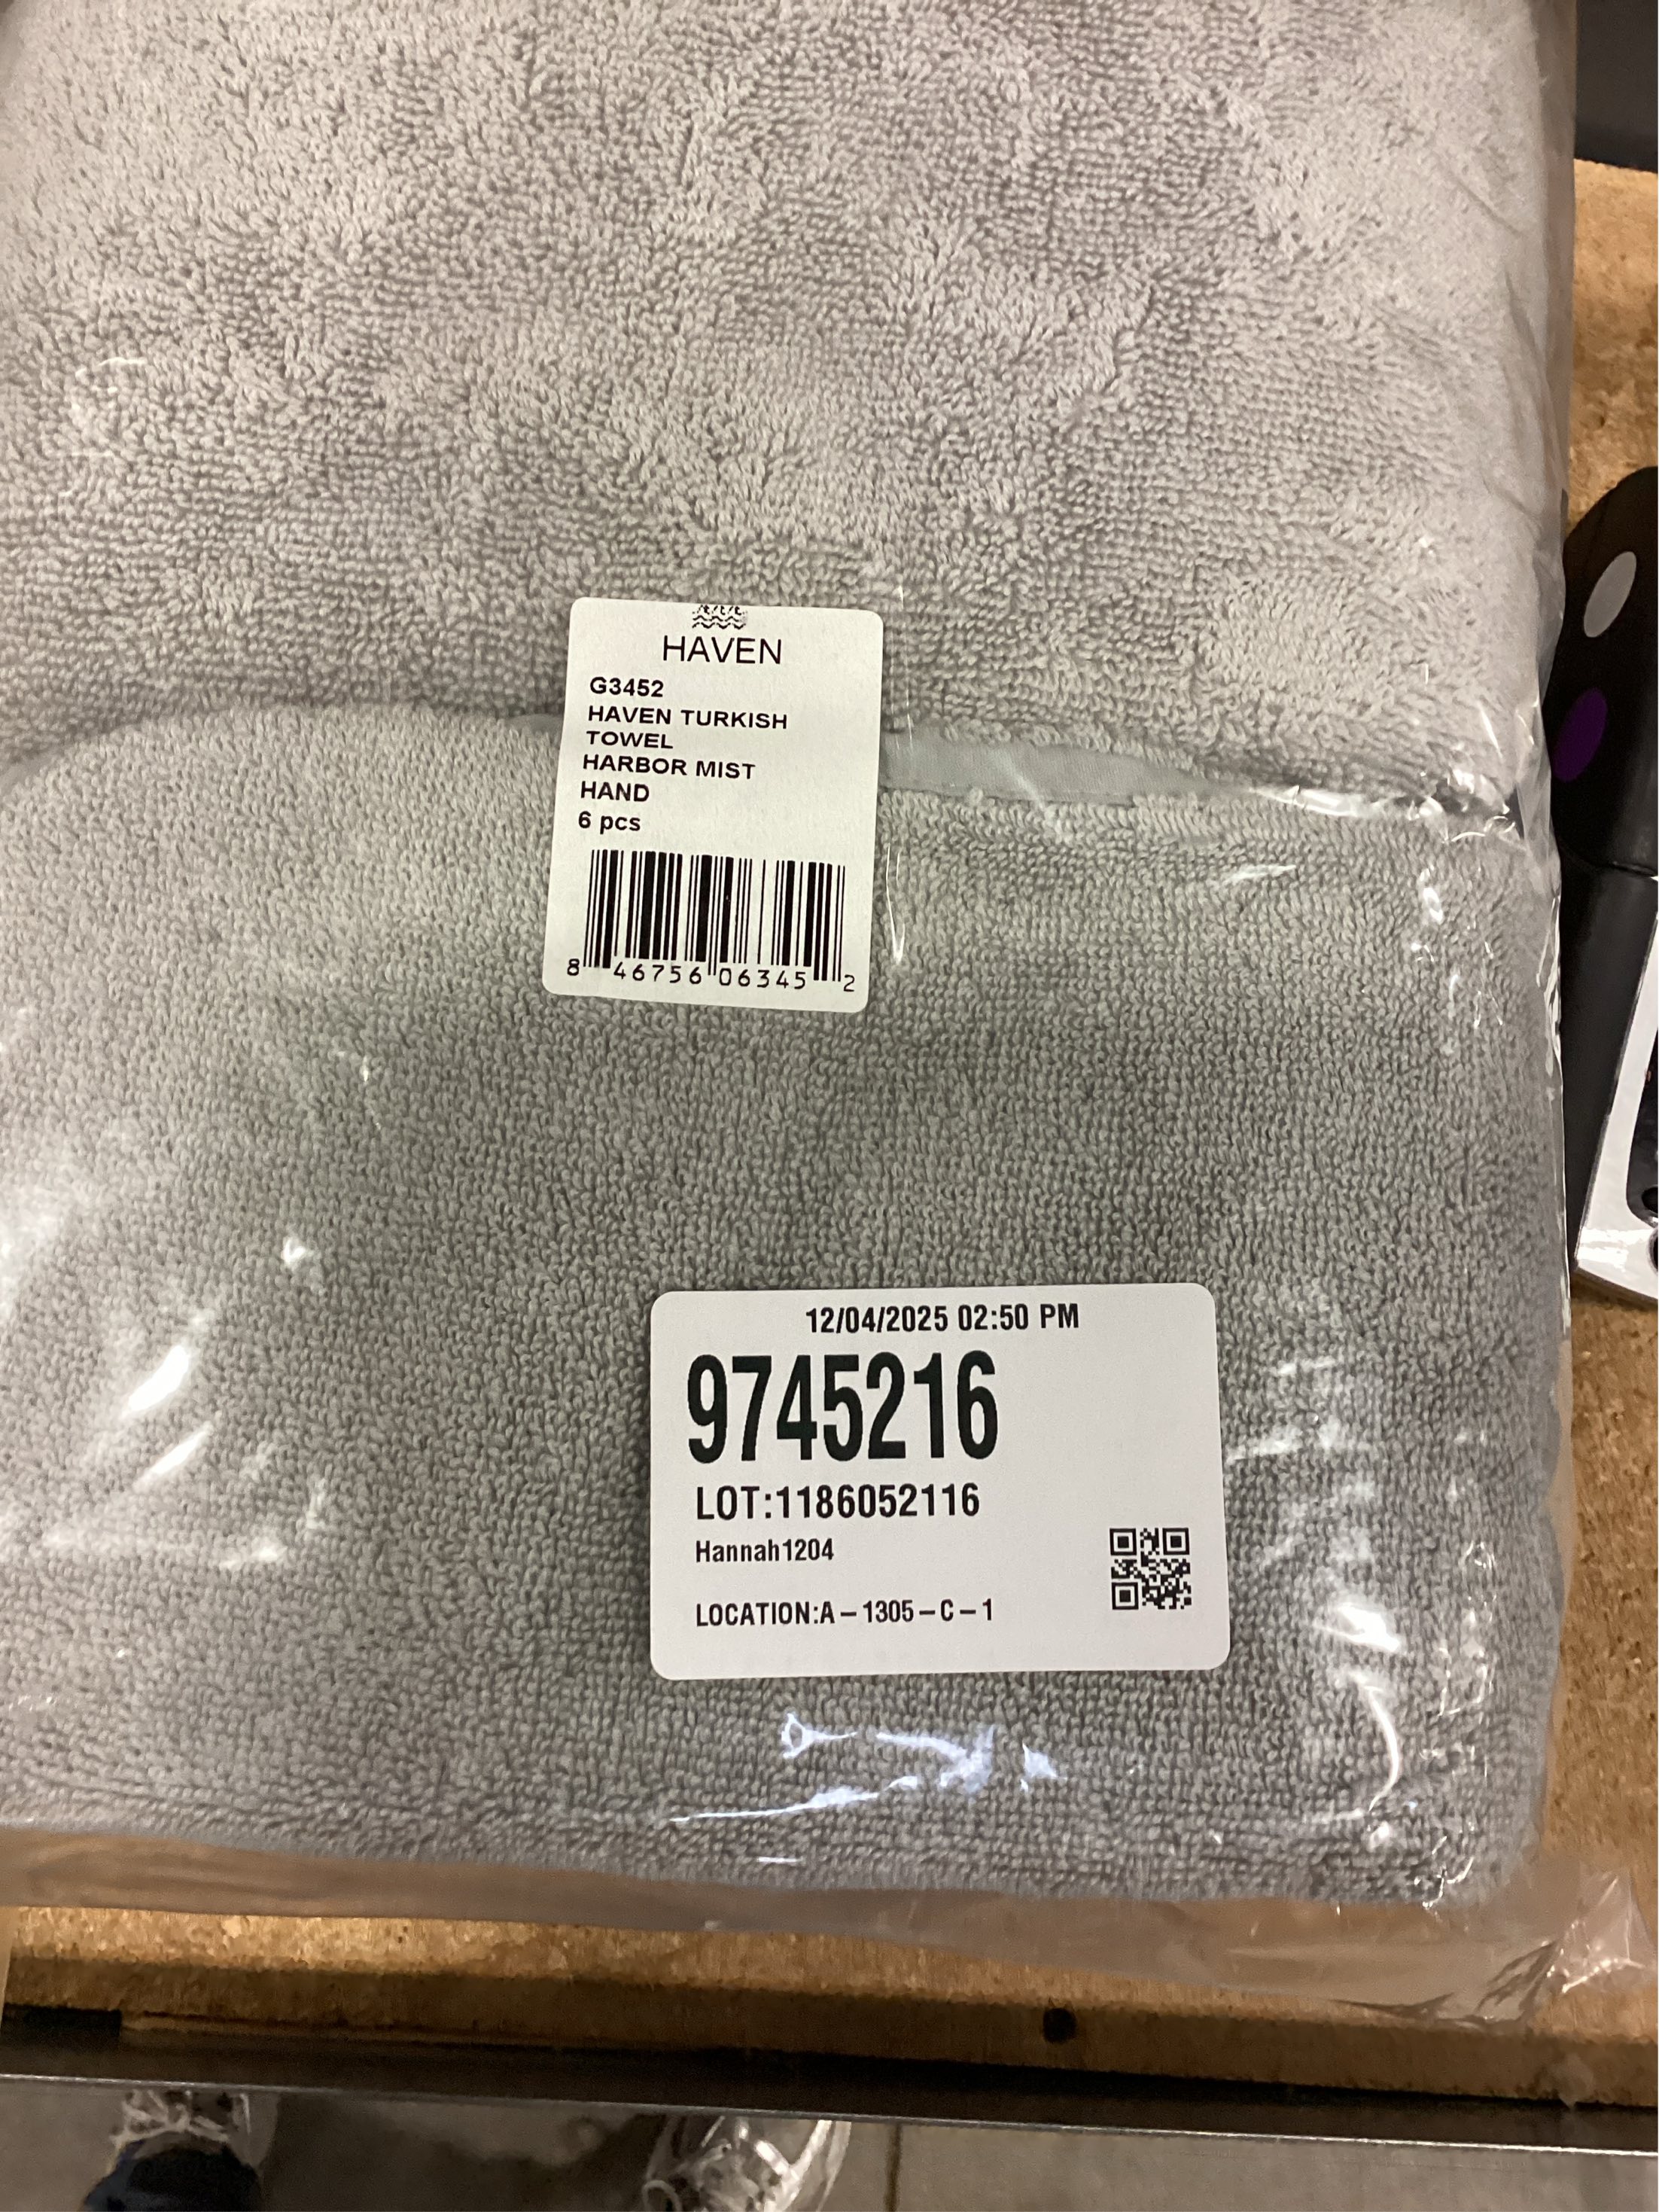 HAVEN
G3452
HAVEN TURKISH
TOWEL
HARBOR MIST
HAND
6 pcs
8 46756 06345 2
12/04/2025 02:50 PM
9745216
LOT:1186052116
Hannah1204
LOCATION:A-1305-C-1